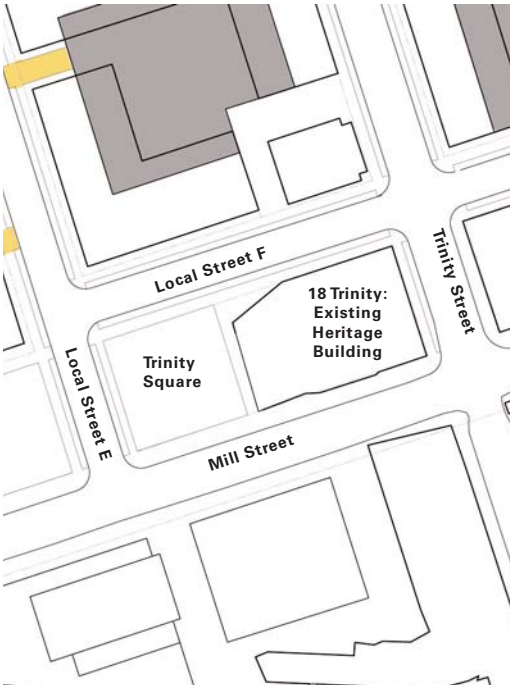 Local Street F
Trinity Street
18 Trinity:
Existing
Heritage
Building
Trinity
Square
Local Street E
Mill Street